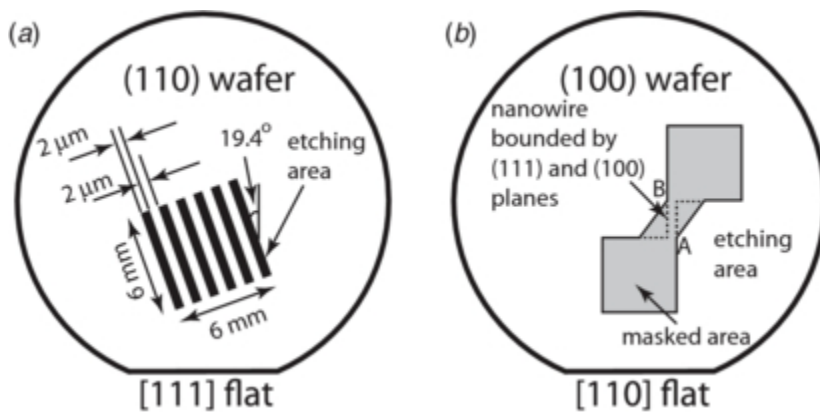 (a)
(110) wafer
2 μm
2 μm
19.4°
etching
area
6 mm
6 mm
[111] flat
(b)
(100) wafer
nanowire
bounded by
(111) and (100)
planes
B
A
etching
area
masked area
[110] flat